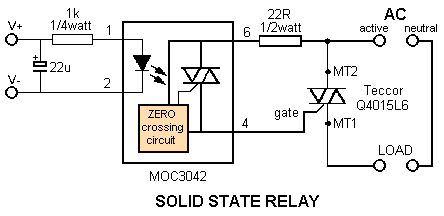 V+
1k
1/4watt
1
22u
V-
2
ZERO
crossing
circuit
MOC3042
6
22R
1/2watt
4
gate
MT2
MT1
Teccor
Q4015L6
AC
active
neutral
LOAD
SOLID STATE RELAY